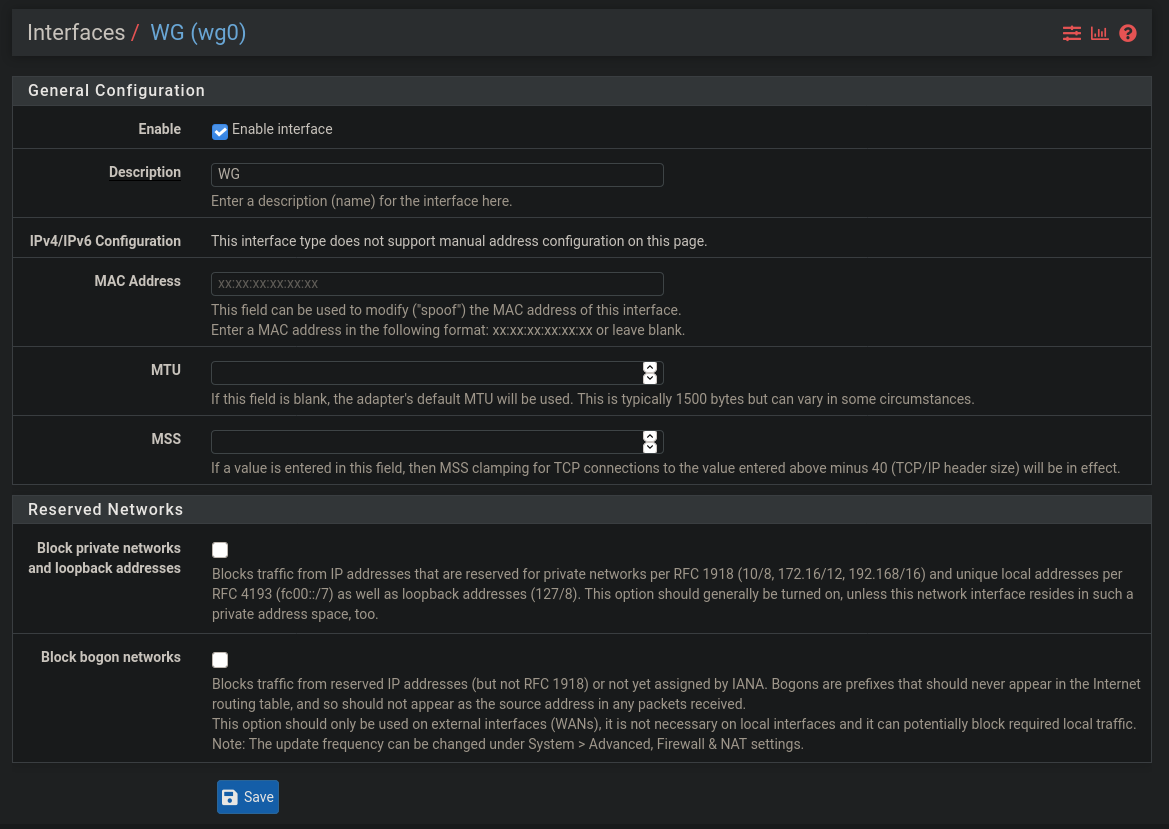 Interfaces / WG (wg0)
General Configuration
Enable
Enable interface
Description
WG
Enter a description (name) for the interface here.
IPv4/IPv6 Configuration
This interface type does not support manual address configuration on this page.
MAC Address
xx:xx:xx:xx:xx:xx
This field can be used to modify ("spoof") the MAC address of this interface.
Enter a MAC address in the following format: xx:xx:xx:xx:xx:xx or leave blank.
MTU
If this field is blank, the adapter's default MTU will be used. This is typically 1500 bytes but can vary in some circumstances.
MSS
If a value is entered in this field, then MSS clamping for TCP connections to the value entered above minus 40 (TCP/IP header size) will be in effect.
Reserved Networks
Block private networks
and loopback addresses
Blocks traffic from IP addresses that are reserved for private networks per RFC 1918 (10/8, 172.16/12, 192.168/16) and unique local addresses per
RFC 4193 (fc00::/7) as well as loopback addresses (127/8). This option should generally be turned on, unless this network interface resides in such a
private address space, too.
Block bogon networks
Blocks traffic from reserved IP addresses (but not RFC 1918) or not yet assigned by IANA. Bogons are prefixes that should never appear in the Internet
routing table, and so should not appear as the source address in any packets received.
This option should only be used on external interfaces (WANs), it is not necessary on local interfaces and it can potentially block required local traffic.
Note: The update frequency can be changed under System > Advanced, Firewall & NAT settings.
Save